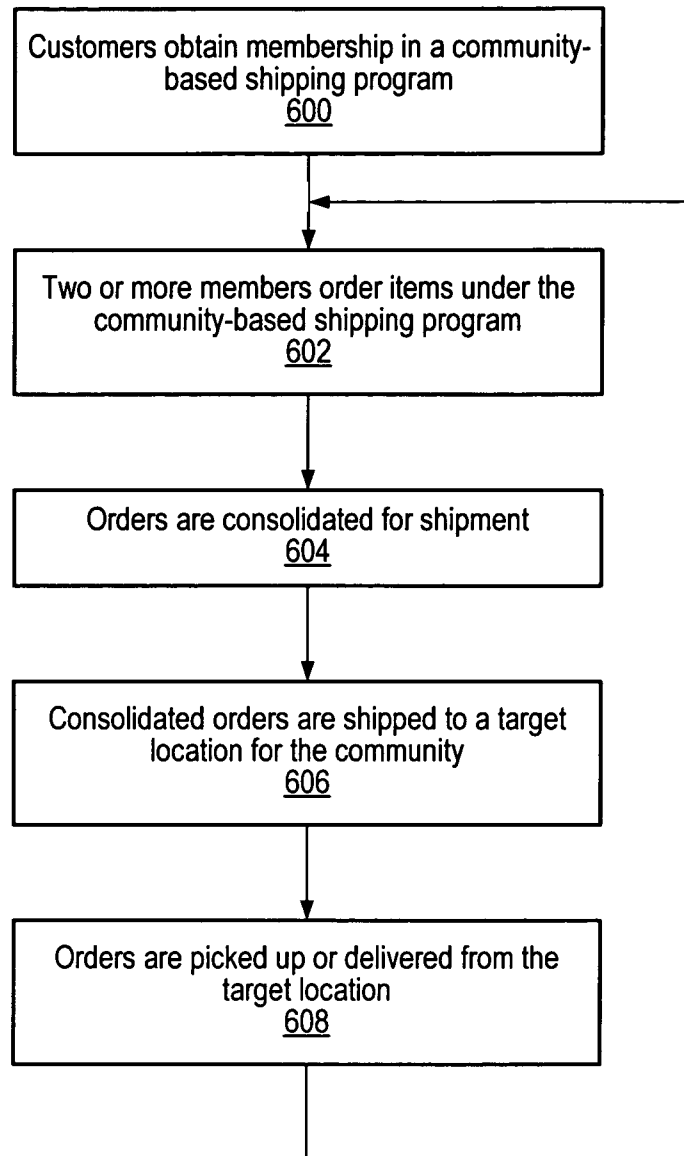 Customers obtain membership in a community-
based shipping program
600
Two or more members order items under the
community-based shipping program
602
Orders are consolidated for shipment
604
Consolidated orders are shipped to a target
location for the community
606
Orders are picked up or delivered from the
target location
608